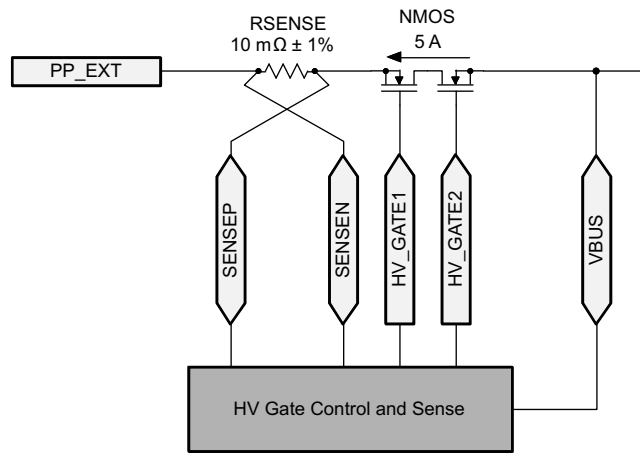 RSENSE
10 mΩ ± 1%
NMOS
5 A
PP_EXT
SENSEP
SENSEN
HV_GATE1
HV_GATE2
VBUS
HV Gate Control and Sense